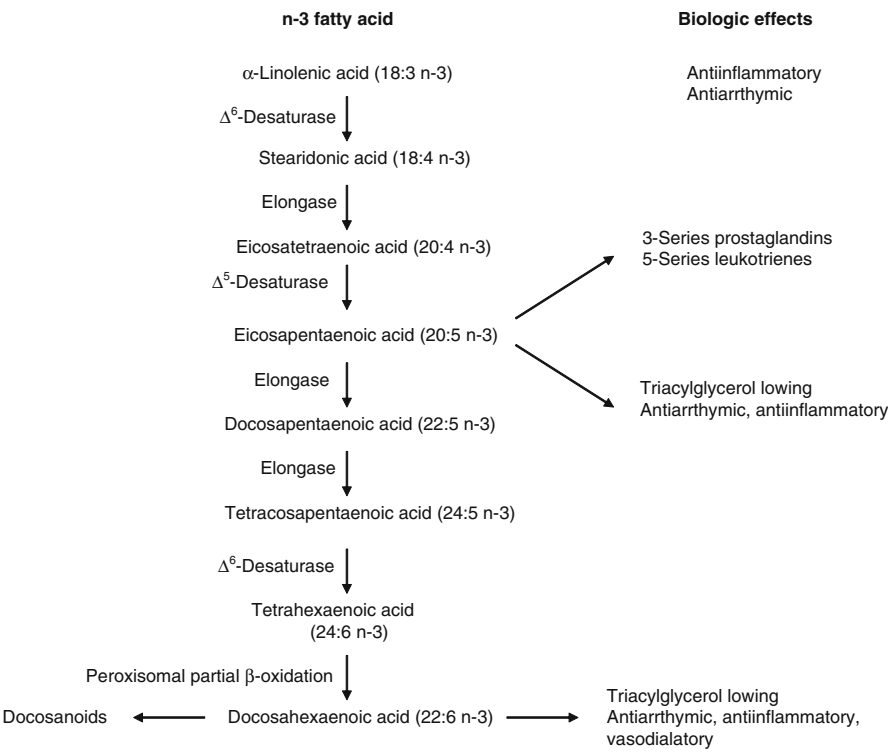 n-3 fatty acid
Biologic effects
α-Linolenic acid (18:3 n-3)
Antiinflammatory
Antiarrthymic
Δ⁶-Desaturase
Stearidonic acid (18:4 n-3)
Elongase
Eicosatetraenoic acid (20:4 n-3)
3-Series prostaglandins
5-Series leukotrienes
Δ⁵-Desaturase
Eicosapentaenoic acid (20:5 n-3)
Elongase
Triacylglycerol lowing
Antiarrthymic, antiinflammatory
Docosapentaenoic acid (22:5 n-3)
Elongase
Tetracosapentaenoic acid (24:5 n-3)
Δ⁶-Desaturase
Tetrahexaenoic acid
(24:6 n-3)
Peroxisomal partial β-oxidation
Docosanoids
Docosahexaenoic acid (22:6 n-3)
Triacylglycerol lowing
Antiarrthymic, antiinflammatory,
vasodialatory